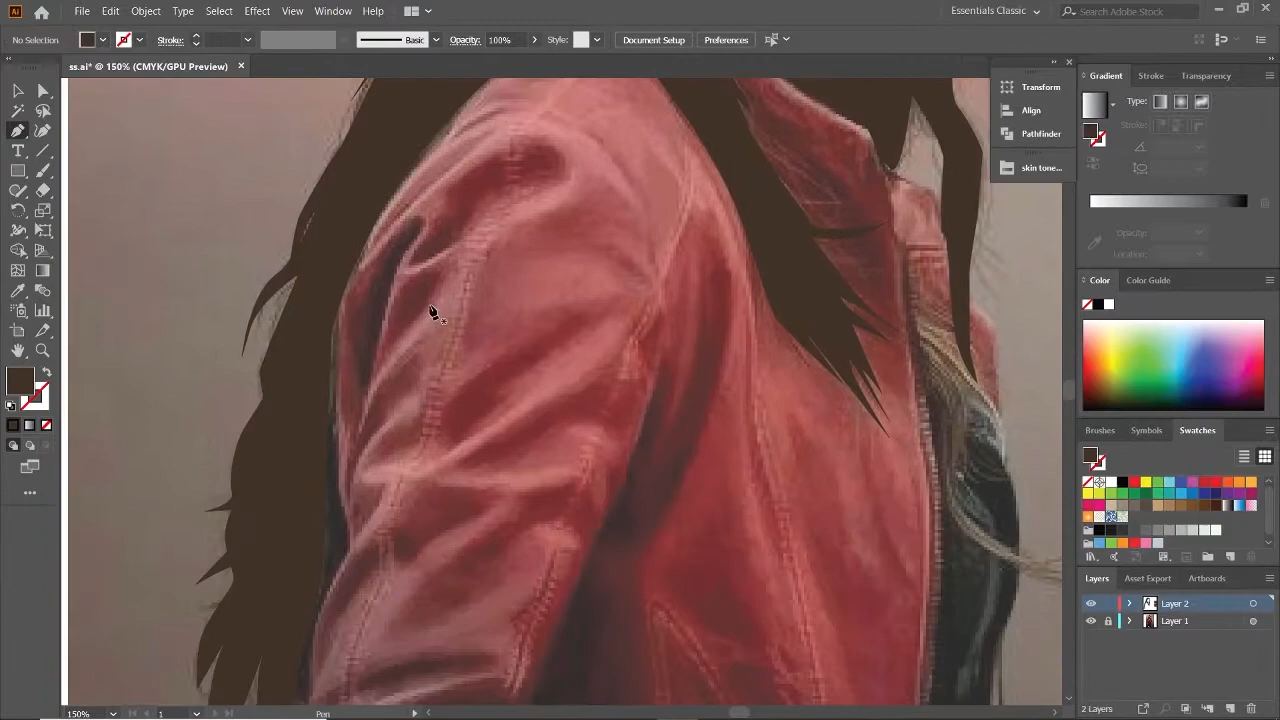 Ai File Edit Object Type Select Effect View Window Help Essentials Classic Search Adobe Stock
No Selection Stroke: Basic Opacity: 100% Style: Document Setup Preferences
ss.ai* @ 150% (CMYK/GPU Preview)
Transform
Align
Pathfinder
skin tone...
Gradient Stroke Transparency
Type:
Stroke:
Opacity:
Location:
Color Color Guide
Brushes Symbols Swatches
Layers Asset Export Artboards
Layer 2
Layer 1
2 Layers
150% 1 Pen